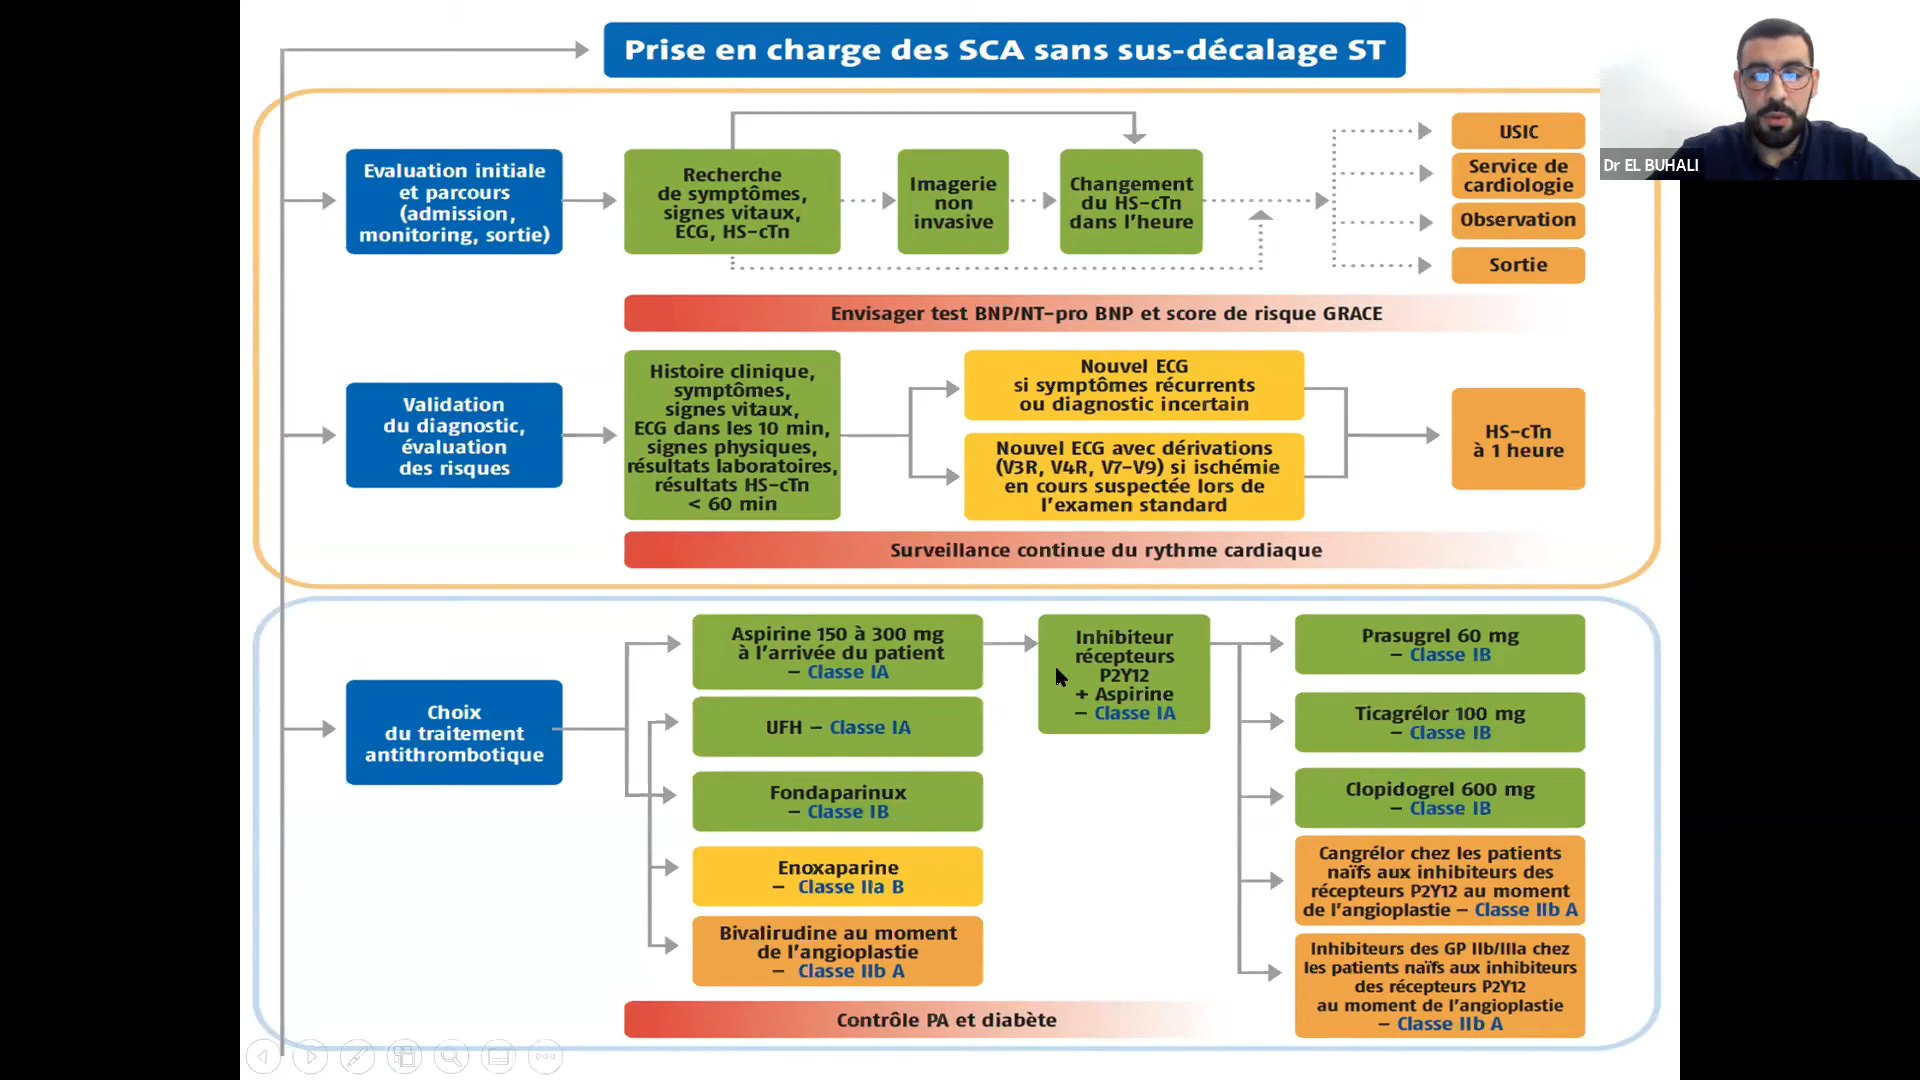 Prise en charge des SCA sans sus-décalage ST
Dr EL BUHALI
Evaluation initiale
et parcours
(admission,
monitoring, sortie)
Recherche
de symptômes,
signes vitaux,
ECG, HS-cTn
Imagerie
non
invasive
Changement
du HS-cTn
dans l'heure
USIC
Service de
cardiologie
Observation
Sortie
Envisager test BNP/NT-pro BNP et score de risque GRACE
Validation
du diagnostic,
évaluation
des risques
Histoire clinique,
symptômes,
signes vitaux,
ECG dans les 10 min,
signes physiques,
résultats laboratoires,
résultats HS-cTn
< 60 min
Nouvel ECG
si symptômes récurrents
ou diagnostic incertain
Nouvel ECG avec dérivations
(V3R, V4R, V7-V9) si ischémie
en cours suspectée lors de
l'examen standard
HS-cTn
à 1 heure
Surveillance continue du rythme cardiaque
Choix
du traitement
antithrombotique
Aspirine 150 à 300 mg
à l'arrivée du patient
– Classe IA
UFH – Classe IA
Fondaparinux
– Classe IB
Enoxaparine
– Classe IIa B
Bivalirudine au moment
de l'angioplastie
– Classe IIb A
Inhibiteur
récepteurs
P2Y12
+ Aspirine
– Classe IA
Prasugrel 60 mg
– Classe IB
Ticagrélor 100 mg
– Classe IB
Clopidogrel 600 mg
– Classe IB
Cangrélor chez les patients
naïfs aux inhibiteurs des
récepteurs P2Y12 au moment
de l'angioplastie – Classe IIb A
Inhibiteurs des GP IIb/IIIa chez
les patients naïfs aux inhibiteurs
des récepteurs P2Y12
au moment de l'angioplastie
– Classe IIb A
Contrôle PA et diabète